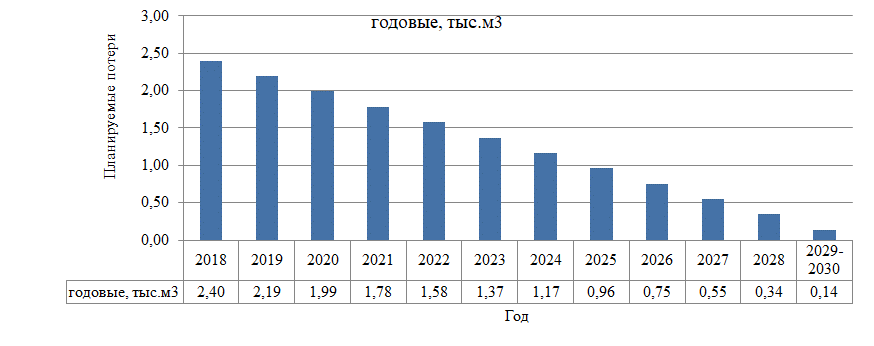 годовые, тыс.м3
Планируемые потери
3,00
2,50
2,00
1,50
1,00
0,50
0,00
2018 2019 2020 2021 2022 2023 2024 2025 2026 2027 2028 2029-
2030
годовые, тыс.м3 2,40 2,19 1,99 1,78 1,58 1,37 1,17 0,96 0,75 0,55 0,34 0,14
Год